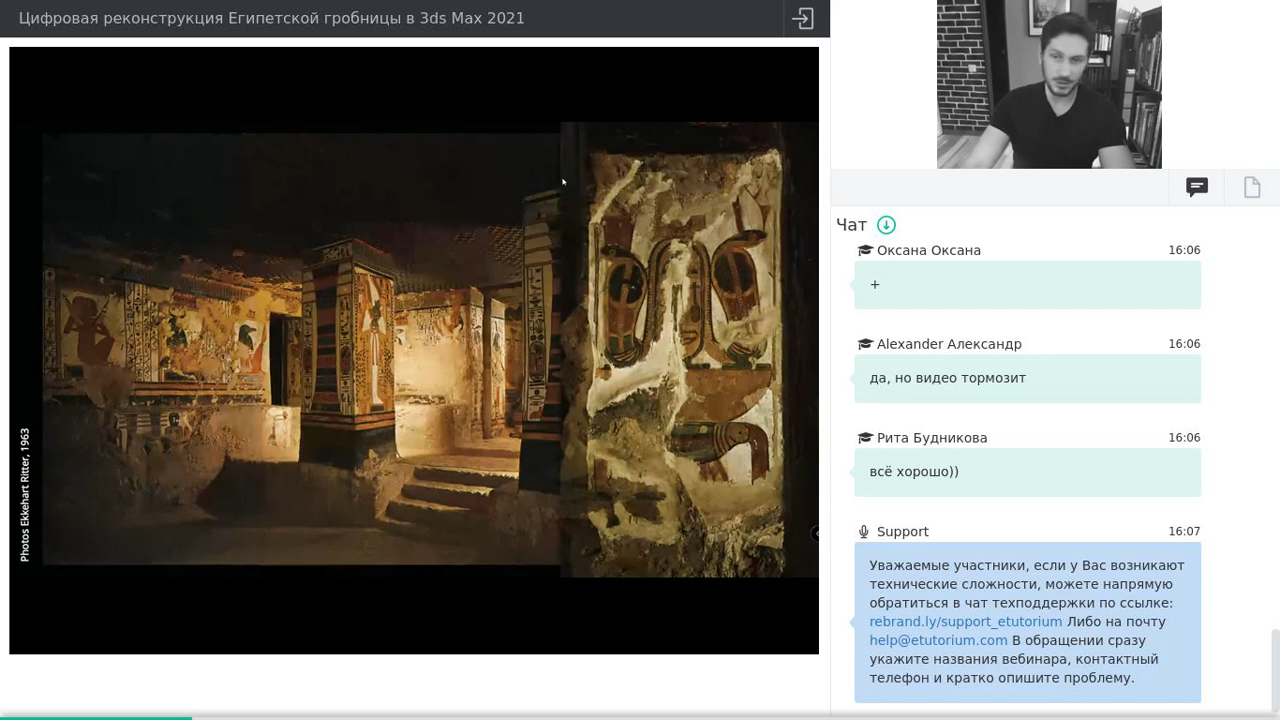 Цифровая реконструкция Египетской гробницы в 3ds Max 2021
Photos Ekkehart Ritter, 1963
Чат
Оксана Оксана 16:06
+
Alexander Александр 16:06
да, но видео тормозит
Рита Будникова 16:06
всё хорошо))
Support 16:07
Уважаемые участники, если у Вас возникают
технические сложности, можете напрямую
обратиться в чат техподдержки по ссылке:
rebrand.ly/support_etutorium Либо на почту
help@etutorium.com В обращении сразу
укажите названия вебинара, контактный
телефон и кратко опишите проблему.